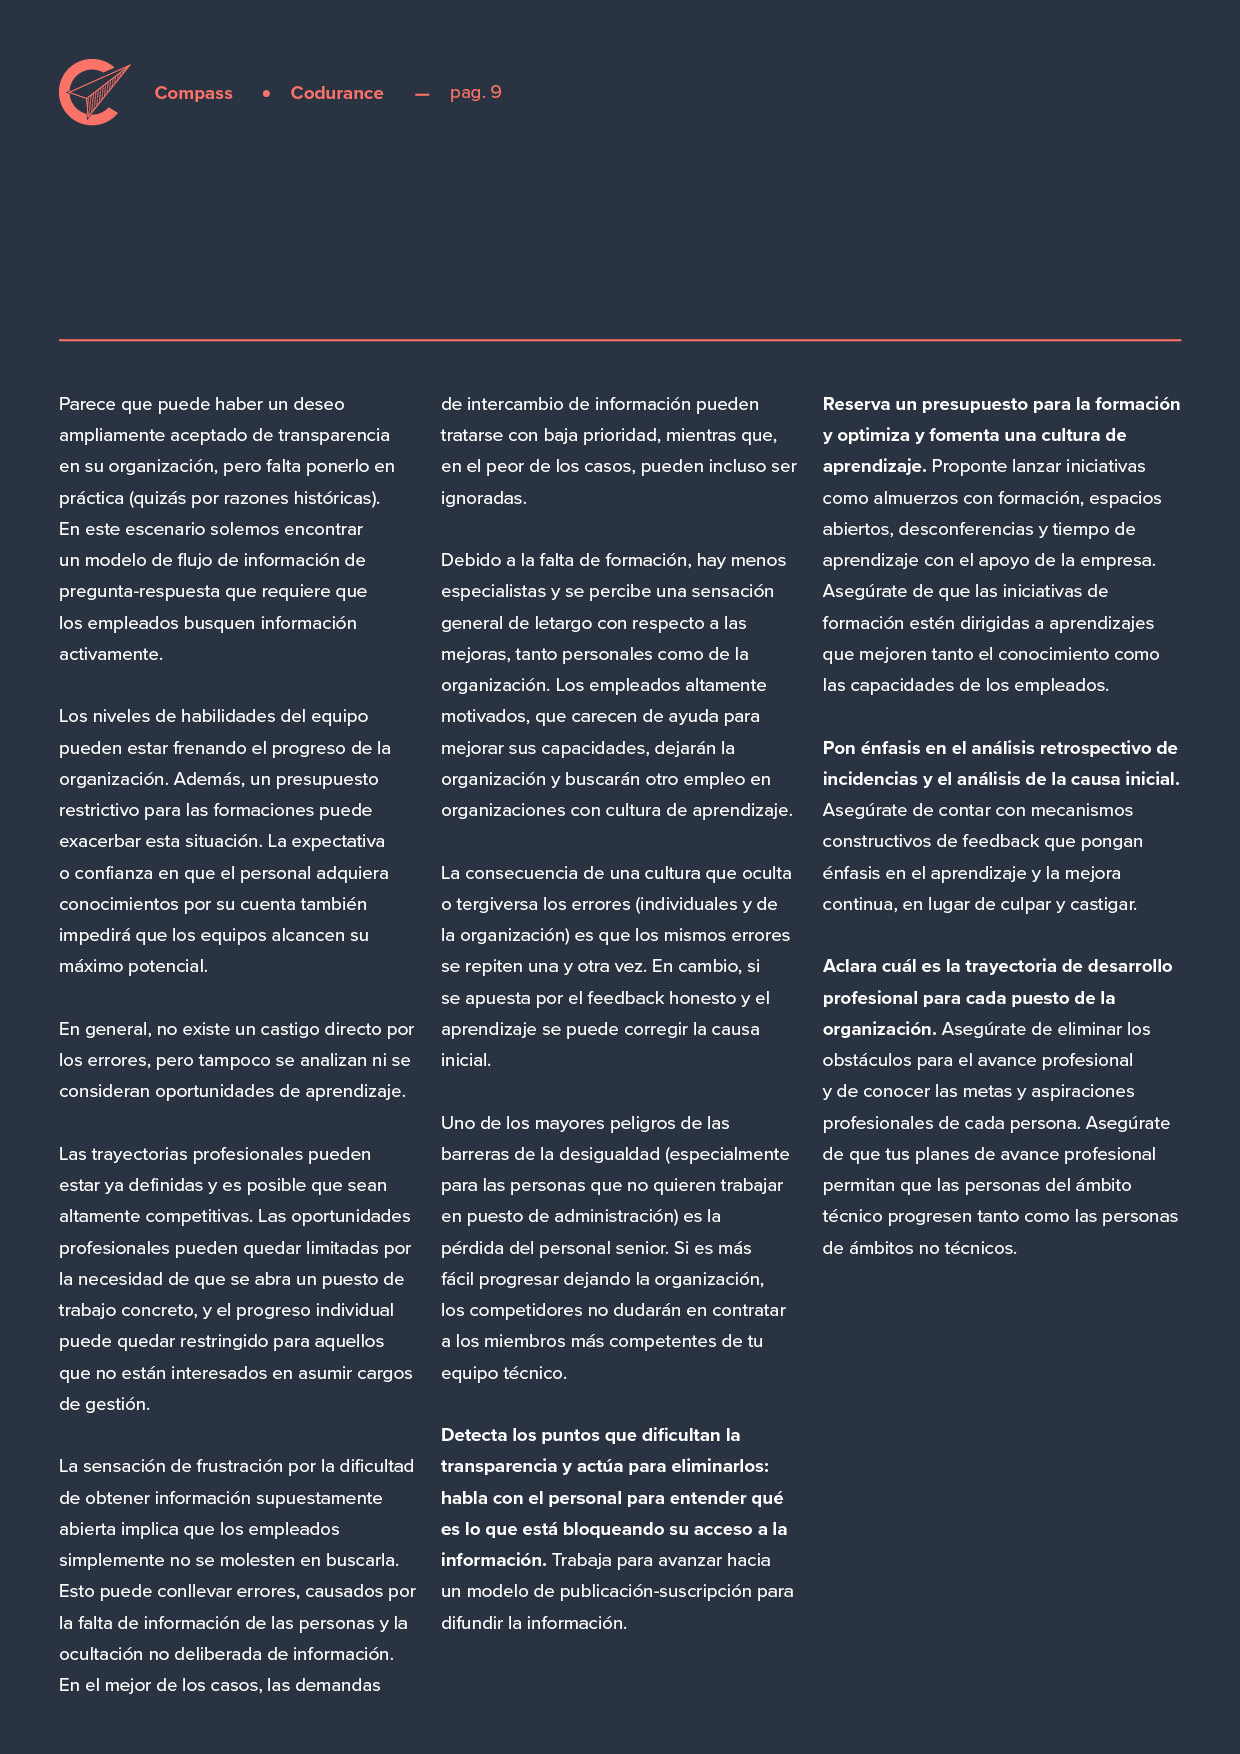 Compass • Codurance — pag. 9
Parece que puede haber un deseo
ampliamente aceptado de transparencia
en su organización, pero falta ponerlo en
práctica (quizás por razones históricas).
En este escenario solemos encontrar
un modelo de flujo de información de
pregunta-respuesta que requiere que
los empleados busquen información
activamente.
Los niveles de habilidades del equipo
pueden estar frenando el progreso de la
organización. Además, un presupuesto
restrictivo para las formaciones puede
exacerbar esta situación. La expectativa
o confianza en que el personal adquiera
conocimientos por su cuenta también
impedirá que los equipos alcancen su
máximo potencial.
En general, no existe un castigo directo por
los errores, pero tampoco se analizan ni se
consideran oportunidades de aprendizaje.
Las trayectorias profesionales pueden
estar ya definidas y es posible que sean
altamente competitivas. Las oportunidades
profesionales pueden quedar limitadas por
la necesidad de que se abra un puesto de
trabajo concreto, y el progreso individual
puede quedar restringido para aquellos
que no están interesados en asumir cargos
de gestión.
La sensación de frustración por la dificultad
de obtener información supuestamente
abierta implica que los empleados
simplemente no se molesten en buscarla.
Esto puede conllevar errores, causados por
la falta de información de las personas y la
ocultación no deliberada de información.
En el mejor de los casos, las demandas
de intercambio de información pueden
tratarse con baja prioridad, mientras que,
en el peor de los casos, pueden incluso ser
ignoradas.
Debido a la falta de formación, hay menos
especialistas y se percibe una sensación
general de letargo con respecto a las
mejoras, tanto personales como de la
organización. Los empleados altamente
motivados, que carecen de ayuda para
mejorar sus capacidades, dejarán la
organización y buscarán otro empleo en
organizaciones con cultura de aprendizaje.
La consecuencia de una cultura que oculta
o tergiversa los errores (individuales y de
la organización) es que los mismos errores
se repiten una y otra vez. En cambio, si
se apuesta por el feedback honesto y el
aprendizaje se puede corregir la causa
inicial.
Uno de los mayores peligros de las
barreras de la desigualdad (especialmente
para las personas que no quieren trabajar
en puesto de administración) es la
pérdida del personal senior. Si es más
fácil progresar dejando la organización,
los competidores no dudarán en contratar
a los miembros más competentes de tu
equipo técnico.
Detecta los puntos que dificultan la
transparencia y actúa para eliminarlos:
habla con el personal para entender qué
es lo que está bloqueando su acceso a la
información. Trabaja para avanzar hacia
un modelo de publicación-suscripción para
difundir la información.
Reserva un presupuesto para la formación
y optimiza y fomenta una cultura de
aprendizaje. Proponte lanzar iniciativas
como almuerzos con formación, espacios
abiertos, desconferencias y tiempo de
aprendizaje con el apoyo de la empresa.
Asegúrate de que las iniciativas de
formación estén dirigidas a aprendizajes
que mejoren tanto el conocimiento como
las capacidades de los empleados.
Pon énfasis en el análisis retrospectivo de
incidencias y el análisis de la causa inicial.
Asegúrate de contar con mecanismos
constructivos de feedback que pongan
énfasis en el aprendizaje y la mejora
continua, en lugar de culpar y castigar.
Aclara cuál es la trayectoria de desarrollo
profesional para cada puesto de la
organización. Asegúrate de eliminar los
obstáculos para el avance profesional
y de conocer las metas y aspiraciones
profesionales de cada persona. Asegúrate
de que tus planes de avance profesional
permitan que las personas del ámbito
técnico progresen tanto como las personas
de ámbitos no técnicos.